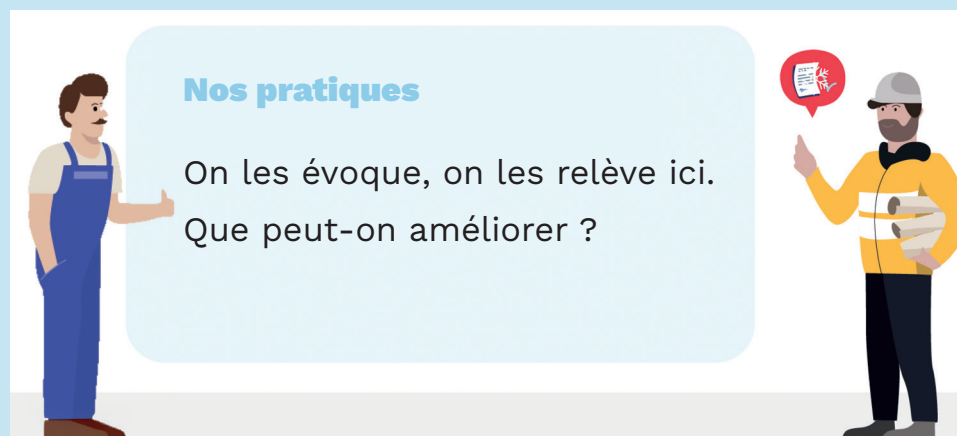 Nos pratiques
On les évoque, on les relève ici.
Que peut-on améliorer ?